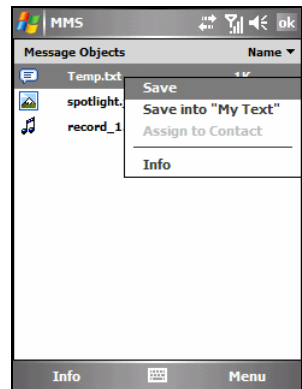 MMS ok
Message Objects Name
Temp.txt 1K
Save
spotlight.
Save into "My Text"
record_1
Assign to Contact
Info
Info Menu